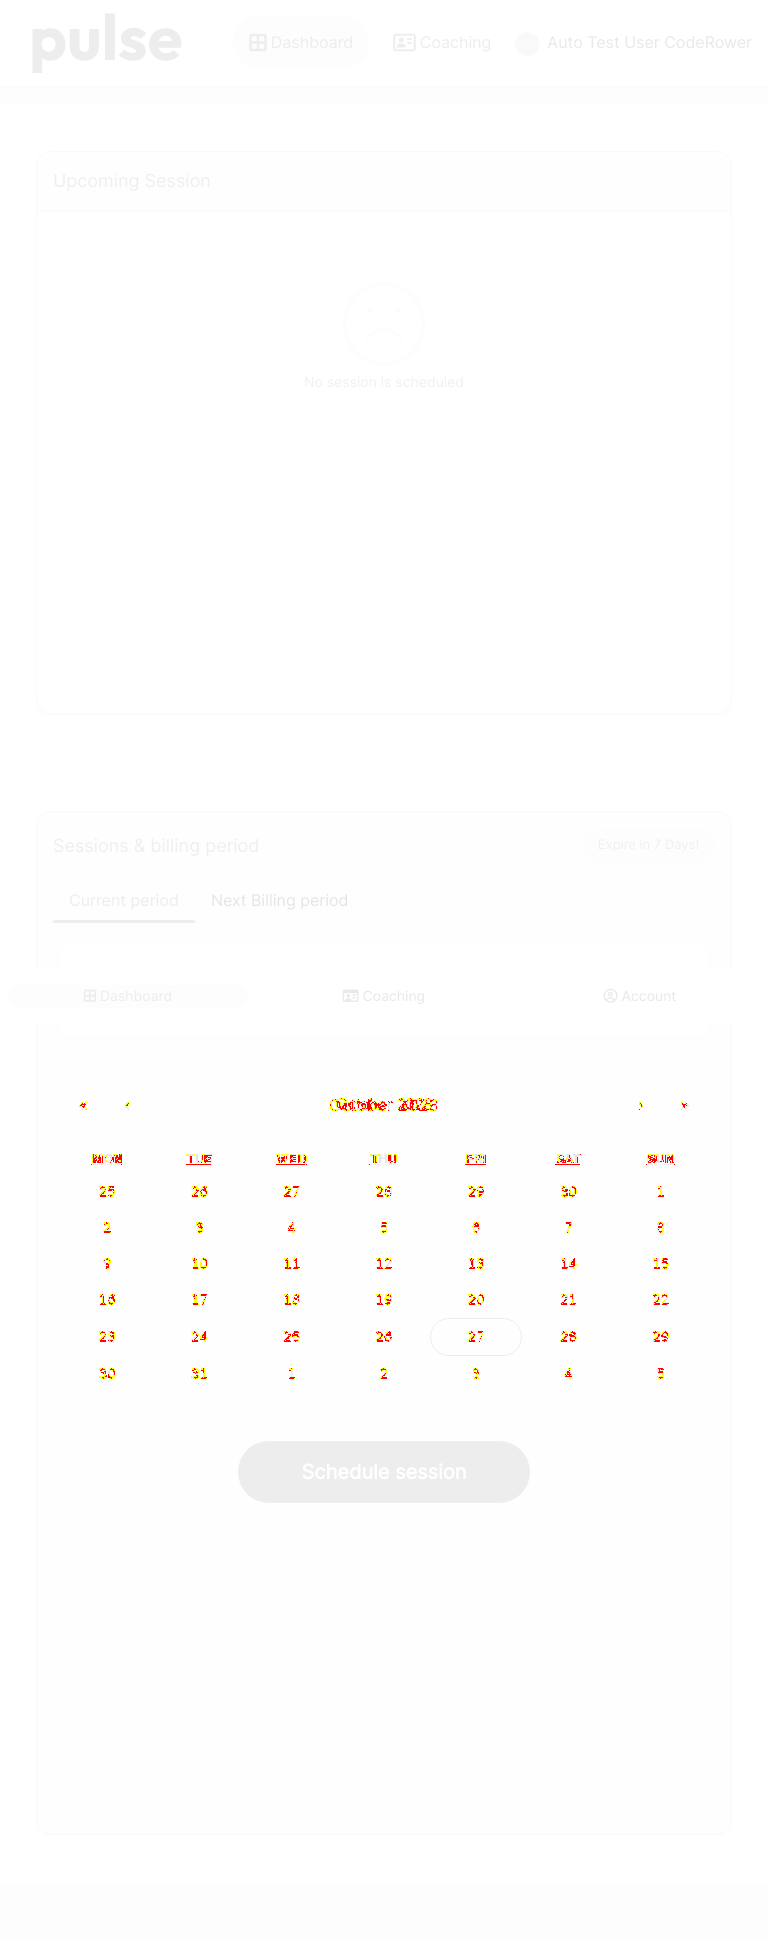 pulse
Dashboard
Coaching
Auto Test User CodeRower
Upcoming Session
No session is scheduled
Sessions & billing period
Expire in 7 Days!
Current period
Next Billing period
Dashboard
Coaching
Account
« ‹ October 2023 › »
MON TUE WED THU FRI SAT SUN
25 26 27 28 29 30 1
2 3 4 5 6 7 8
9 10 11 12 13 14 15
16 17 18 19 20 21 22
23 24 25 26 27 28 29
30 31 1 2 3 4 5
Schedule session